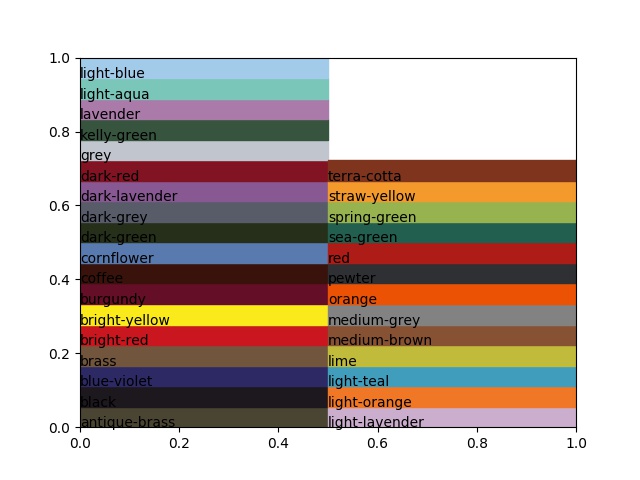 1.0
light-blue
light-aqua
lavender
0.8
kelly-green
grey
dark-red
terra-cotta
dark-lavender
straw-yellow
0.6
dark-grey
spring-green
dark-green
sea-green
cornflower
red
0.4
coffee
pewter
burgundy
orange
bright-yellow
medium-grey
bright-red
medium-brown
0.2
brass
lime
blue-violet
light-teal
black
light-orange
antique-brass
light-lavender
0.0
0.0 0.2 0.4 0.6 0.8 1.0